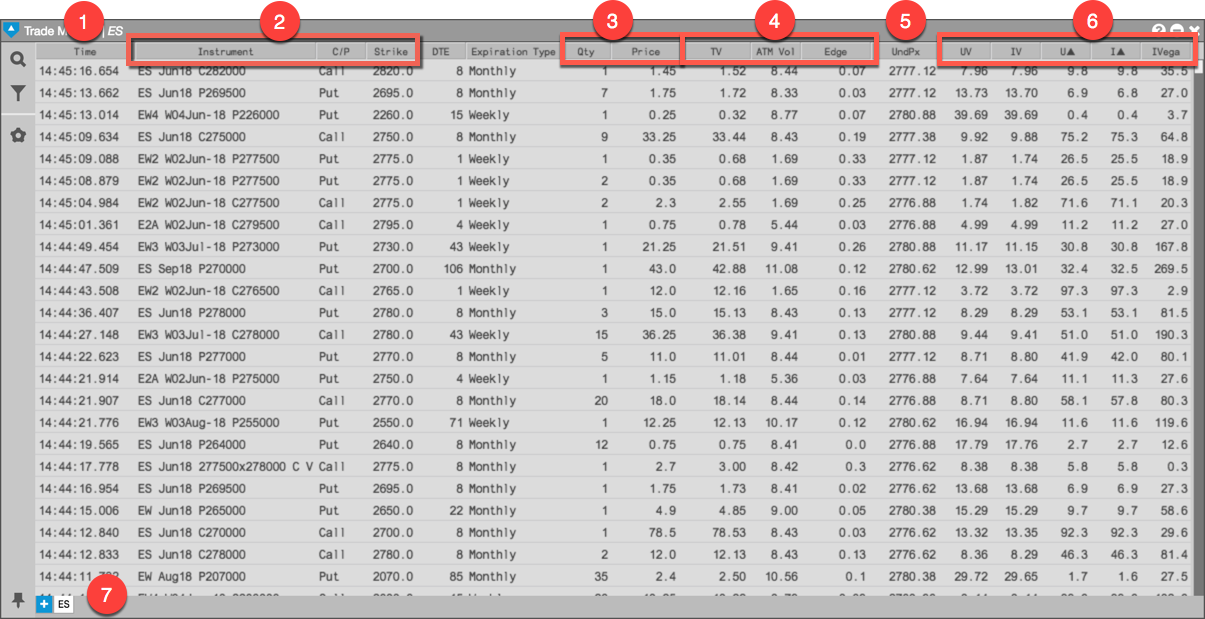 1 2 3 4 5 6
Trade M | ES
Time Instrument C/P Strike DTE Expiration Type Qty Price TV ATM Vol Edge UndPx UV IV U▲ I▲ IVega
14:45:16.654 ES Jun18 C282000 Call 2820.0 8 Monthly 1 1.45 1.52 8.44 0.07 2777.12 7.96 7.96 9.8 9.8 35.5
14:45:13.662 ES Jun18 P269500 Put 2695.0 8 Monthly 7 1.75 1.72 8.33 0.03 2777.12 13.73 13.70 6.9 6.8 27.0
14:45:13.014 EW4 W04Jun-18 P226000 Put 2260.0 15 Weekly 1 0.25 0.32 8.77 0.07 2780.88 39.69 39.69 0.4 0.4 3.7
14:45:09.634 ES Jun18 C275000 Call 2750.0 8 Monthly 9 33.25 33.44 8.43 0.19 2777.38 9.92 9.88 75.2 75.3 64.8
14:45:09.088 EW2 W02Jun-18 P277500 Put 2775.0 1 Weekly 1 0.35 0.68 1.69 0.33 2777.12 1.87 1.74 26.5 25.5 18.9
14:45:08.879 EW2 W02Jun-18 P277500 Put 2775.0 1 Weekly 2 0.35 0.68 1.69 0.33 2777.12 1.87 1.74 26.5 25.5 18.9
14:45:04.984 EW2 W02Jun-18 C277500 Call 2775.0 1 Weekly 2 2.3 2.55 1.69 0.25 2776.88 1.74 1.82 71.6 71.1 20.3
14:45:01.361 E2A W02Jun-18 C279500 Call 2795.0 4 Weekly 1 0.75 0.78 5.44 0.03 2776.88 4.99 4.99 11.2 11.2 27.0
14:44:49.454 EW3 W03Jul-18 P273000 Put 2730.0 43 Weekly 1 21.25 21.51 9.41 0.26 2780.88 11.17 11.15 30.8 30.8 167.8
14:44:47.509 ES Sep18 P270000 Put 2700.0 106 Monthly 1 43.0 42.88 11.08 0.12 2780.62 12.99 13.01 32.4 32.5 269.5
14:44:43.508 EW2 W02Jun-18 C276500 Call 2765.0 1 Weekly 1 12.0 12.16 1.65 0.16 2777.12 3.72 3.72 97.3 97.3 2.9
14:44:36.407 ES Jun18 P278000 Put 2780.0 8 Monthly 3 15.0 15.13 8.43 0.13 2777.12 8.29 8.29 53.1 53.1 81.5
14:44:27.148 EW3 W03Jul-18 C278000 Call 2780.0 43 Weekly 15 36.25 36.38 9.41 0.13 2780.88 9.44 9.41 51.0 51.0 190.3
14:44:22.623 ES Jun18 P277000 Put 2770.0 8 Monthly 5 11.0 11.01 8.44 0.01 2777.12 8.71 8.80 41.9 42.0 80.1
14:44:21.914 E2A W02Jun-18 P275000 Put 2750.0 4 Weekly 1 1.15 1.18 5.36 0.03 2776.88 7.64 7.64 11.1 11.3 27.6
14:44:21.907 ES Jun18 C277000 Call 2770.0 8 Monthly 20 18.0 18.14 8.44 0.14 2776.88 8.71 8.80 58.1 57.8 80.3
14:44:21.776 EW3 W03Aug-18 P255000 Put 2550.0 71 Weekly 1 12.25 12.13 10.17 0.12 2780.62 16.94 16.94 11.6 11.6 119.6
14:44:19.565 ES Jun18 P264000 Put 2640.0 8 Monthly 12 0.75 0.75 8.41 0.0 2776.88 17.79 17.76 2.7 2.7 12.6
14:44:17.778 ES Jun18 277500x278000 C V Call 2775.0 8 Monthly 1 2.7 3.00 8.42 0.3 2776.62 8.38 8.38 5.8 5.8 0.3
14:44:16.954 ES Jun18 P269500 Put 2695.0 8 Monthly 1 1.75 1.73 8.41 0.02 2776.62 13.68 13.68 6.9 6.9 27.3
14:44:15.006 EW Jun18 P265000 Put 2650.0 22 Monthly 1 4.9 4.85 9.00 0.05 2780.38 15.29 15.29 9.7 9.7 58.6
14:44:12.840 ES Jun18 C270000 Call 2700.0 8 Monthly 1 78.5 78.53 8.43 0.03 2776.62 13.32 13.35 92.3 92.3 29.6
14:44:12.833 ES Jun18 C278000 Call 2780.0 8 Monthly 2 12.0 12.13 8.43 0.13 2776.62 8.36 8.29 46.3 46.3 81.4
14:44:11. EW Aug18 P207000 Put 2070.0 85 Monthly 35 2.4 2.50 10.56 0.1 2780.38 29.72 29.65 1.7 1.6 27.5
+ ES 7